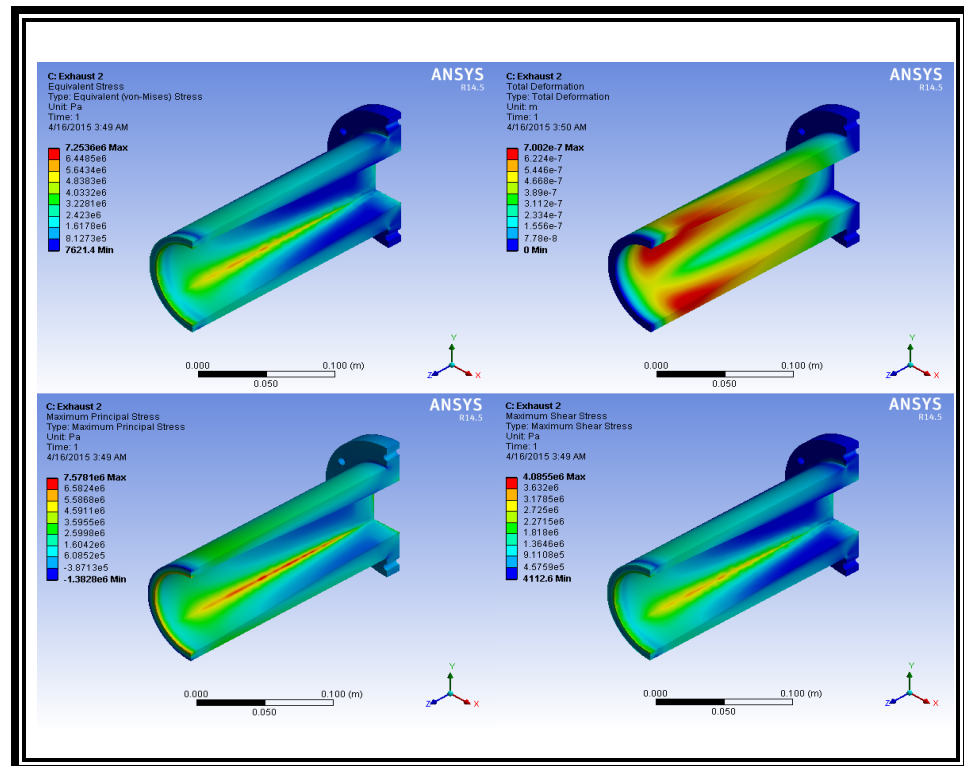 C: Exhaust 2
Equivalent Stress
Type: Equivalent (von-Mises) Stress
Unit: Pa
Time: 1
4/16/2015 3:49 AM
7.2536e6 Max
6.4485e6
5.6434e6
4.8383e6
4.0332e6
3.2281e6
2.423e6
1.6178e6
8.1273e5
7621.4 Min
ANSYS
R14.5
0.000 0.100 (m)
0.050
Y
Z X
C: Exhaust 2
Total Deformation
Type: Total Deformation
Unit: m
Time: 1
4/16/2015 3:50 AM
7.002e-7 Max
6.224e-7
5.446e-7
4.668e-7
3.89e-7
3.112e-7
2.334e-7
1.556e-7
7.78e-8
0 Min
ANSYS
R14.5
0.000 0.100 (m)
0.050
Y
Z X
C: Exhaust 2
Maximum Principal Stress
Type: Maximum Principal Stress
Unit: Pa
Time: 1
4/16/2015 3:49 AM
7.5781e6 Max
6.5824e6
5.5868e6
4.5911e6
3.5955e6
2.5998e6
1.6042e6
6.0852e5
-3.8713e5
-1.3828e6 Min
ANSYS
R14.5
0.000 0.100 (m)
0.050
Y
Z X
C: Exhaust 2
Maximum Shear Stress
Type: Maximum Shear Stress
Unit: Pa
Time: 1
4/16/2015 3:49 AM
4.0855e6 Max
3.632e6
3.1785e6
2.725e6
2.2715e6
1.818e6
1.3646e6
9.1108e5
4.5759e5
4112.6 Min
ANSYS
R14.5
0.000 0.100 (m)
0.050
Y
Z X